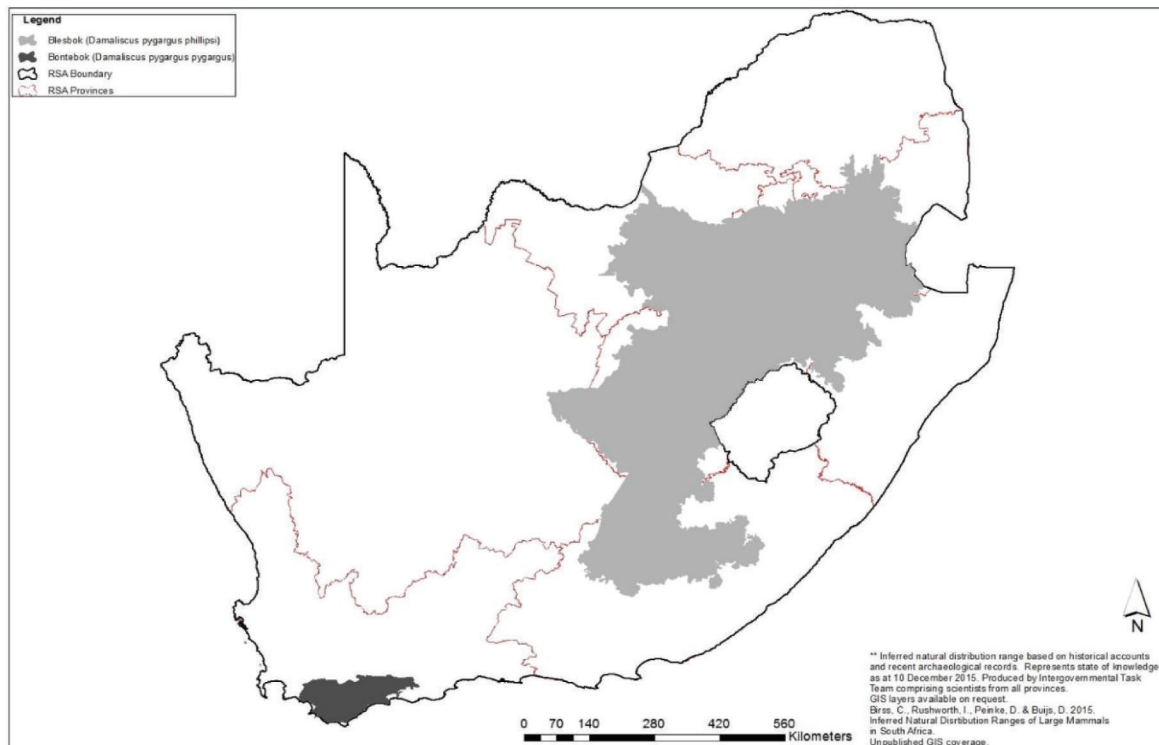 Legend
Blesbok (Damaliscus pygargus phillipsi)
Bontebok (Damaliscus pygargus pygargus)
RSA Boundary
RSA Provinces
N
0 70 140 280 420 560
Kilometers
** Inferred natural distribution range based on historical accounts
and recent archaeological records. Represents state of knowledge
as at 10 December 2015. Produced by Intergovernmental Task
Team comprising scientists from all provinces.
GIS layers available on request.
Birss, C., Rushworth, I., Peinke, D. & Buijs, D. 2015.
Inferred Natural Disrtibution Ranges of Large Mammals
in South Africa.
Unpublished GIS coverage.